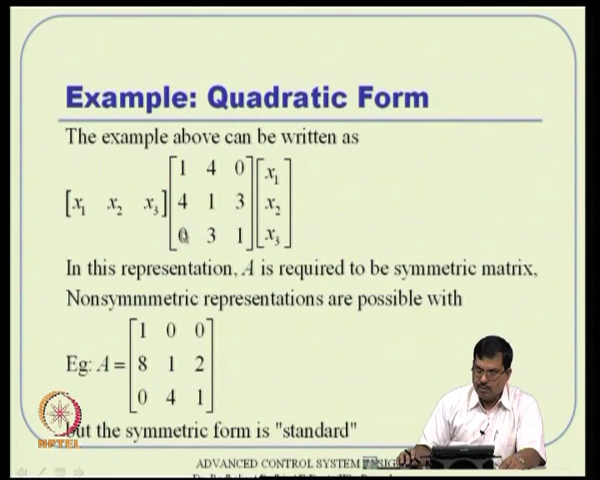 Example: Quadratic Form
The example above can be written as
[x₁ x₂ x₃] [1 4 0; 4 1 3; 0 3 1] [x₁; x₂; x₃]
In this representation, A is required to be symmetric matrix.
Nonsymmmetric representations are possible with
Eg: A = [1 0 0; 8 1 2; 0 4 1]
but the symmetric form is "standard"
NPTEL
ADVANCED CONTROL SYSTEM DESIGN